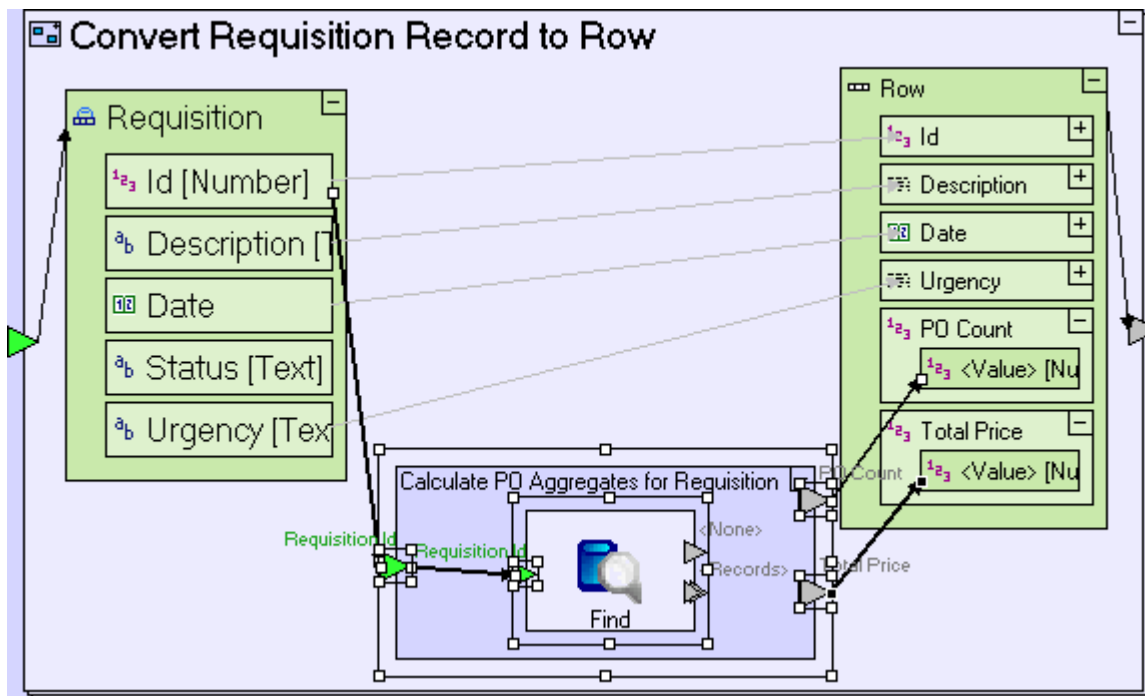 Convert Requisition Record to Row
Requisition
Id [Number]
Description [T
Date
Status [Text]
Urgency [Tex
Row
Id
Description
Date
Urgency
PO Count
<Value> [Nu
Total Price
<Value> [Nu
Calculate PO Aggregates for Requisition
PO Count
Requisition Id
Requisition Id
<None>
Records>
Total Price
Find